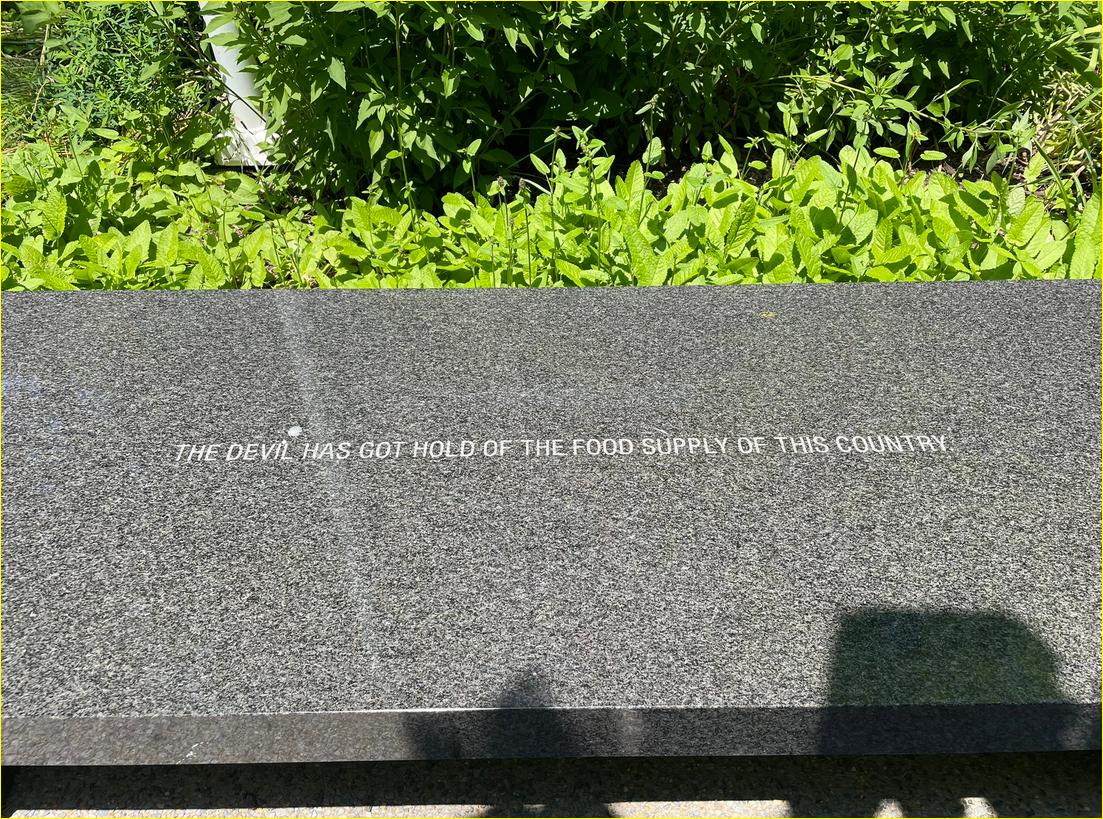 THE DEVIL HAS GOT HOLD OF THE FOOD SUPPLY OF THIS COUNTRY.